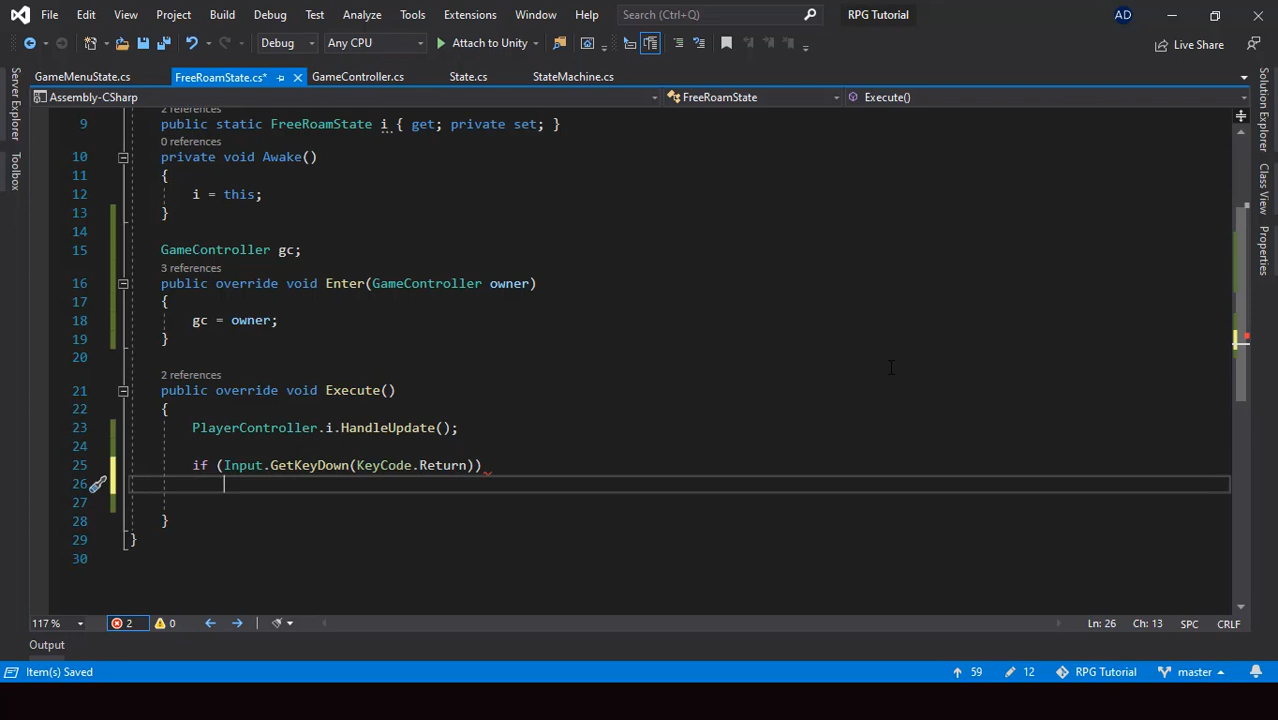 File Edit View Project Build Debug Test Analyze Tools Extensions Window Help Search (Ctrl+Q) RPG Tutorial AD
Debug Any CPU Attach to Unity Live Share
GameMenuState.cs FreeRoamState.cs* GameController.cs State.cs StateMachine.cs
Assembly-CSharp FreeRoamState Execute()
Server Explorer
Toolbox
Solution Explorer
Class View
Properties
2 references
9 public static FreeRoamState i { get; private set; }
0 references
10 private void Awake()
11 {
12 i = this;
13 }
14
15 GameController gc;
3 references
16 public override void Enter(GameController owner)
17 {
18 gc = owner;
19 }
20
2 references
21 public override void Execute()
22 {
23 PlayerController.i.HandleUpdate();
24
25 if (Input.GetKeyDown(KeyCode.Return))
26
27
28 }
29 }
30
117 % 2 0 Ln: 26 Ch: 13 SPC CRLF
Output
Item(s) Saved 59 12 RPG Tutorial master